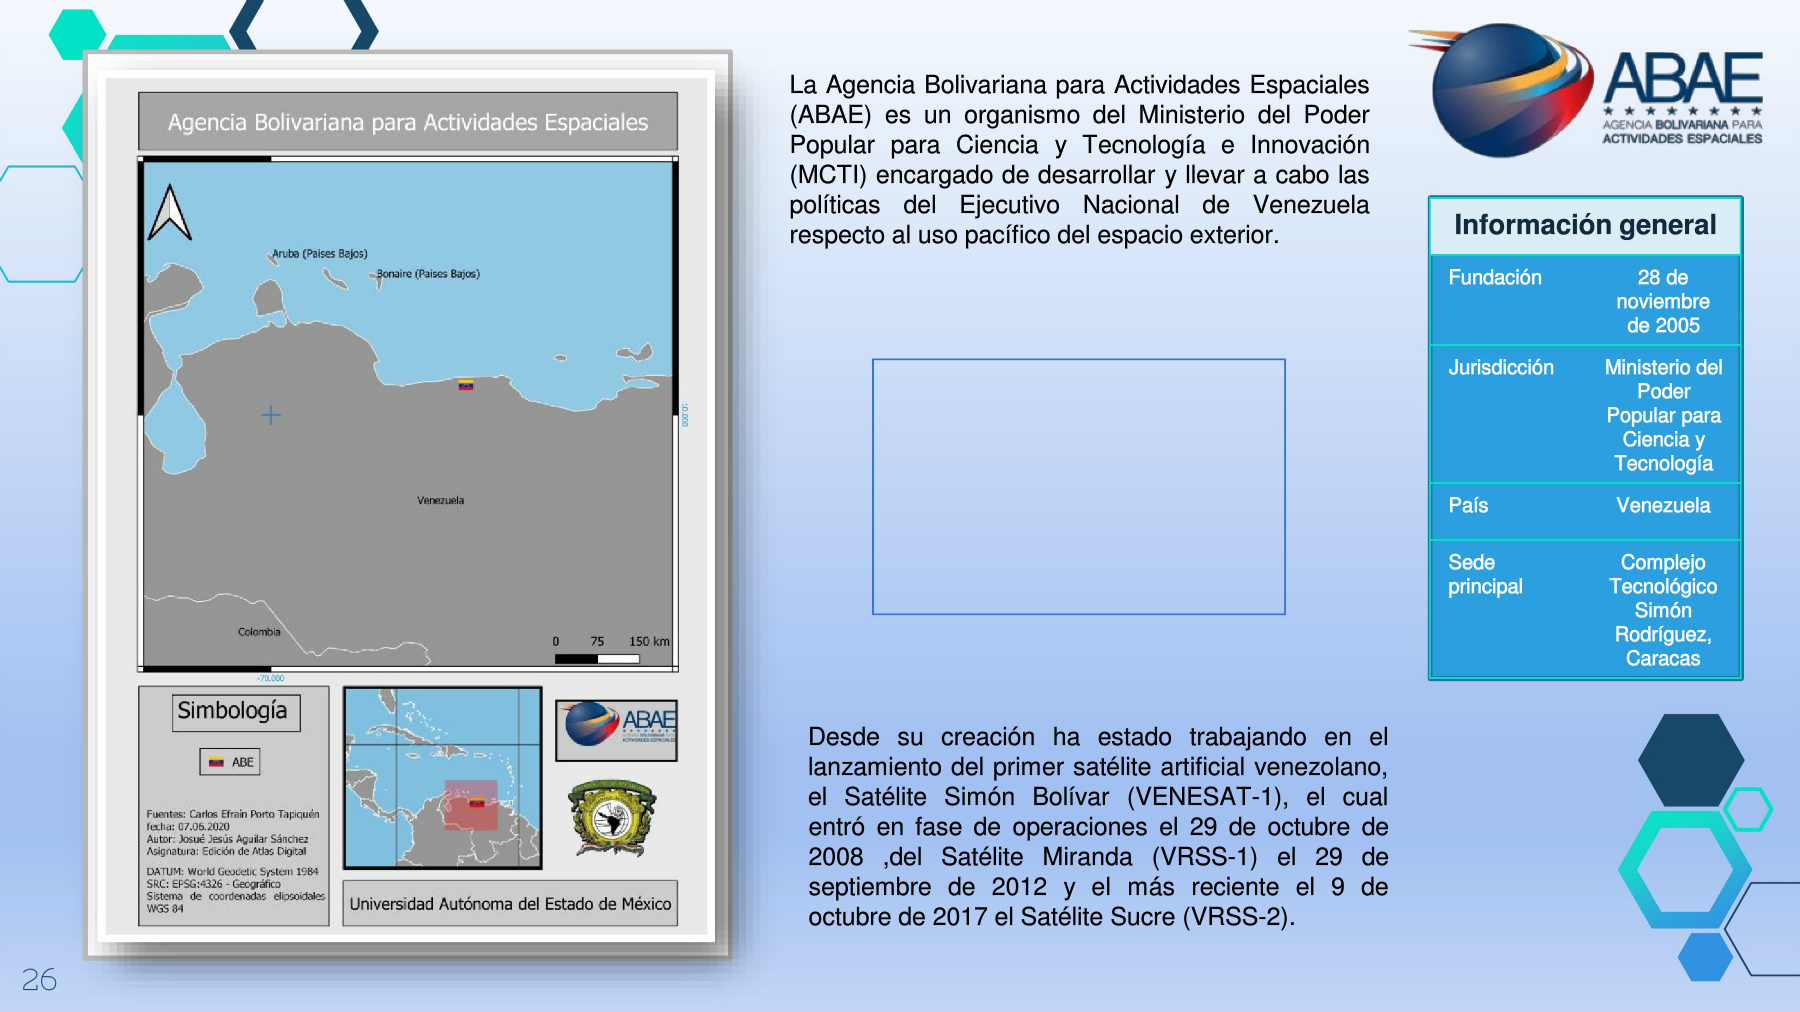 Agencia Bolivariana para Actividades Espaciales
Aruba (Paises Bajos)
Bonaire (Paises Bajos)
10.000
Venezuela
Colombia
0 75 150 km
-70.000
Simbología
ABE
Fuentes: Carlos Efraín Porto Tapiquén
fecha: 07.06.2020
Autor: Josué Jesús Aguilar Sánchez
Asignatura: Edición de Atlas Digital
DATUM: World Geodetic System 1984
SRC: EPSG:4326 - Geográfico
Sistema de coordenadas elipsoidales
WGS 84
ABAE
Universidad Autónoma del Estado de México
26
La Agencia Bolivariana para Actividades Espaciales
(ABAE) es un organismo del Ministerio del Poder
Popular para Ciencia y Tecnología e Innovación
(MCTI) encargado de desarrollar y llevar a cabo las
políticas del Ejecutivo Nacional de Venezuela
respecto al uso pacífico del espacio exterior.
Desde su creación ha estado trabajando en el
lanzamiento del primer satélite artificial venezolano,
el Satélite Simón Bolívar (VENESAT-1), el cual
entró en fase de operaciones el 29 de octubre de
2008 ,del Satélite Miranda (VRSS-1) el 29 de
septiembre de 2012 y el más reciente el 9 de
octubre de 2017 el Satélite Sucre (VRSS-2).
ABAE
AGENCIA BOLIVARIANA PARA
ACTIVIDADES ESPACIALES
Información general
Fundación
28 de
noviembre
de 2005
Jurisdicción
Ministerio del
Poder
Popular para
Ciencia y
Tecnología
País
Venezuela
Sede
principal
Complejo
Tecnológico
Simón
Rodríguez,
Caracas